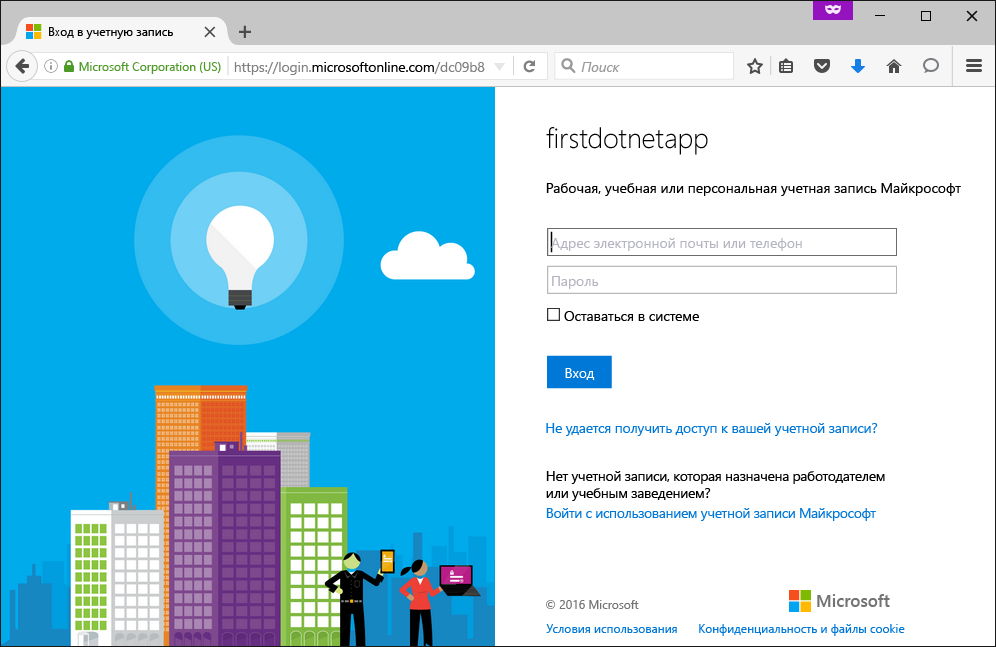 Вход в учетную запись
Microsoft Corporation (US)
https://login.microsoftonline.com/dc09b8
Поиск
firstdotnetapp
Рабочая, учебная или персональная учетная запись Майкрософт
Адрес электронной почты или телефон
Пароль
Оставаться в системе
Вход
Не удается получить доступ к вашей учетной записи?
Нет учетной записи, которая назначена работодателем
или учебным заведением?
Войти с использованием учетной записи Майкрософт
© 2016 Microsoft
Microsoft
Условия использования
Конфиденциальность и файлы cookie